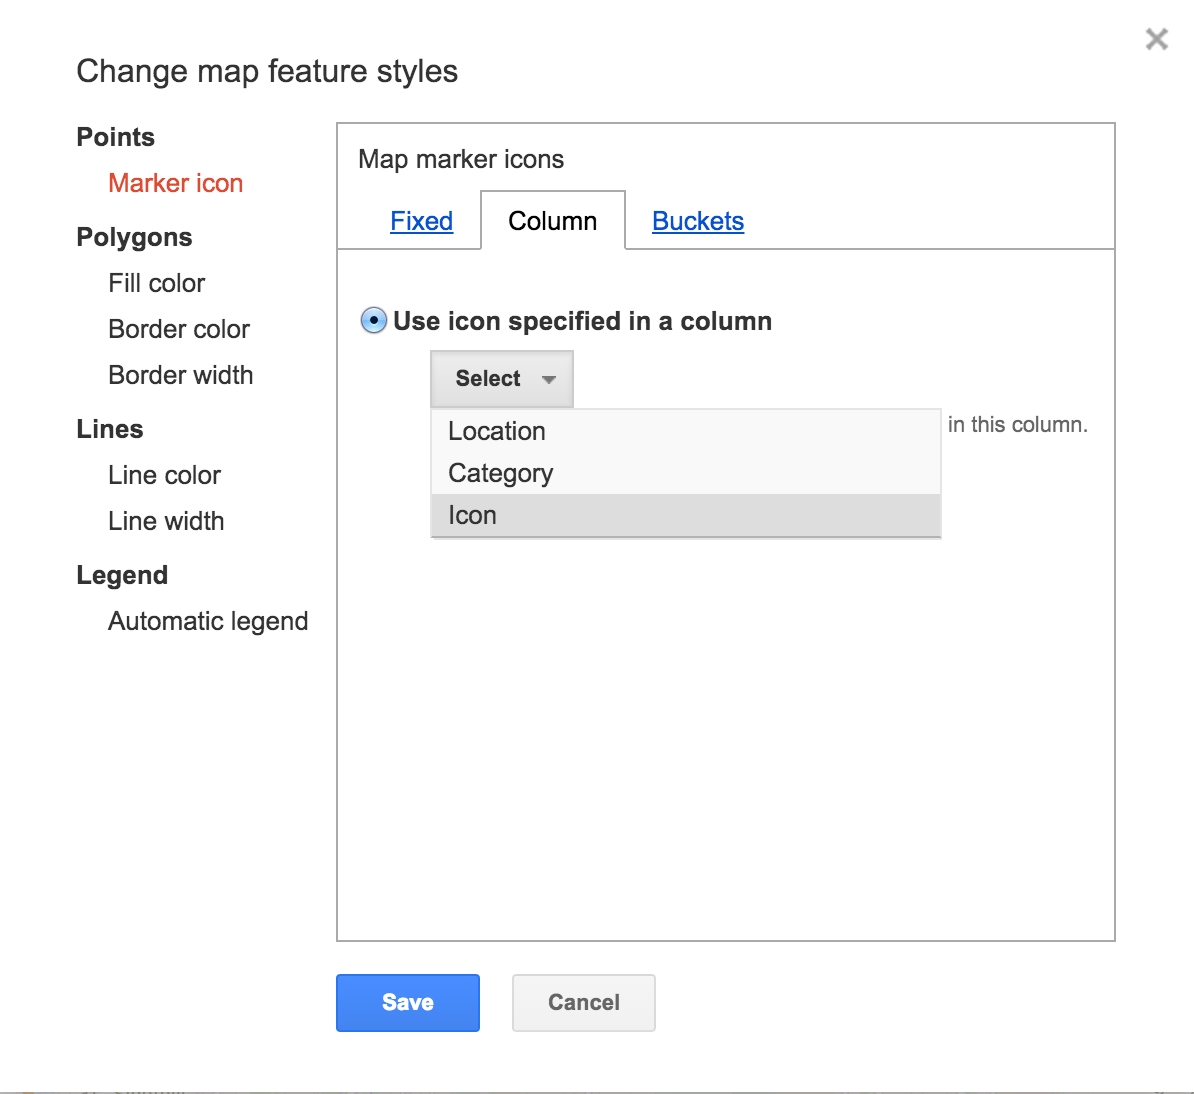 Change map feature styles
Points
Marker icon
Polygons
Fill color
Border color
Border width
Lines
Line color
Line width
Legend
Automatic legend
Map marker icons
Fixed Column Buckets
Use icon specified in a column
Select
in this column.
Location
Category
Icon
Save Cancel